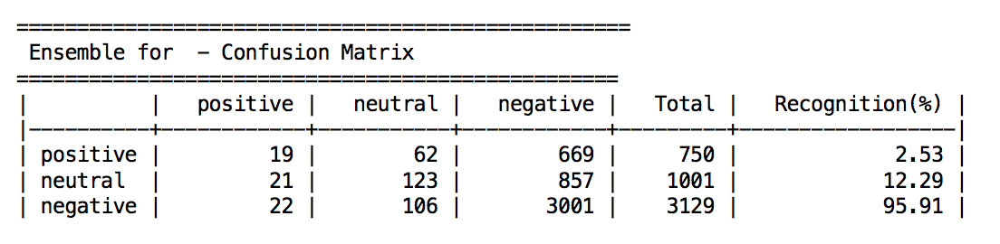 ====================================================
Ensemble for  – Confusion Matrix
===================================================
|          |   positive |   neutral |   negative |   Total |   Recognition(%) |
|----------+------------+-----------+------------+---------+------------------|
| positive |         19 |        62 |        669 |     750 |             2.53 |
| neutral  |         21 |       123 |        857 |    1001 |            12.29 |
| negative |         22 |       106 |       3001 |    3129 |            95.91 |